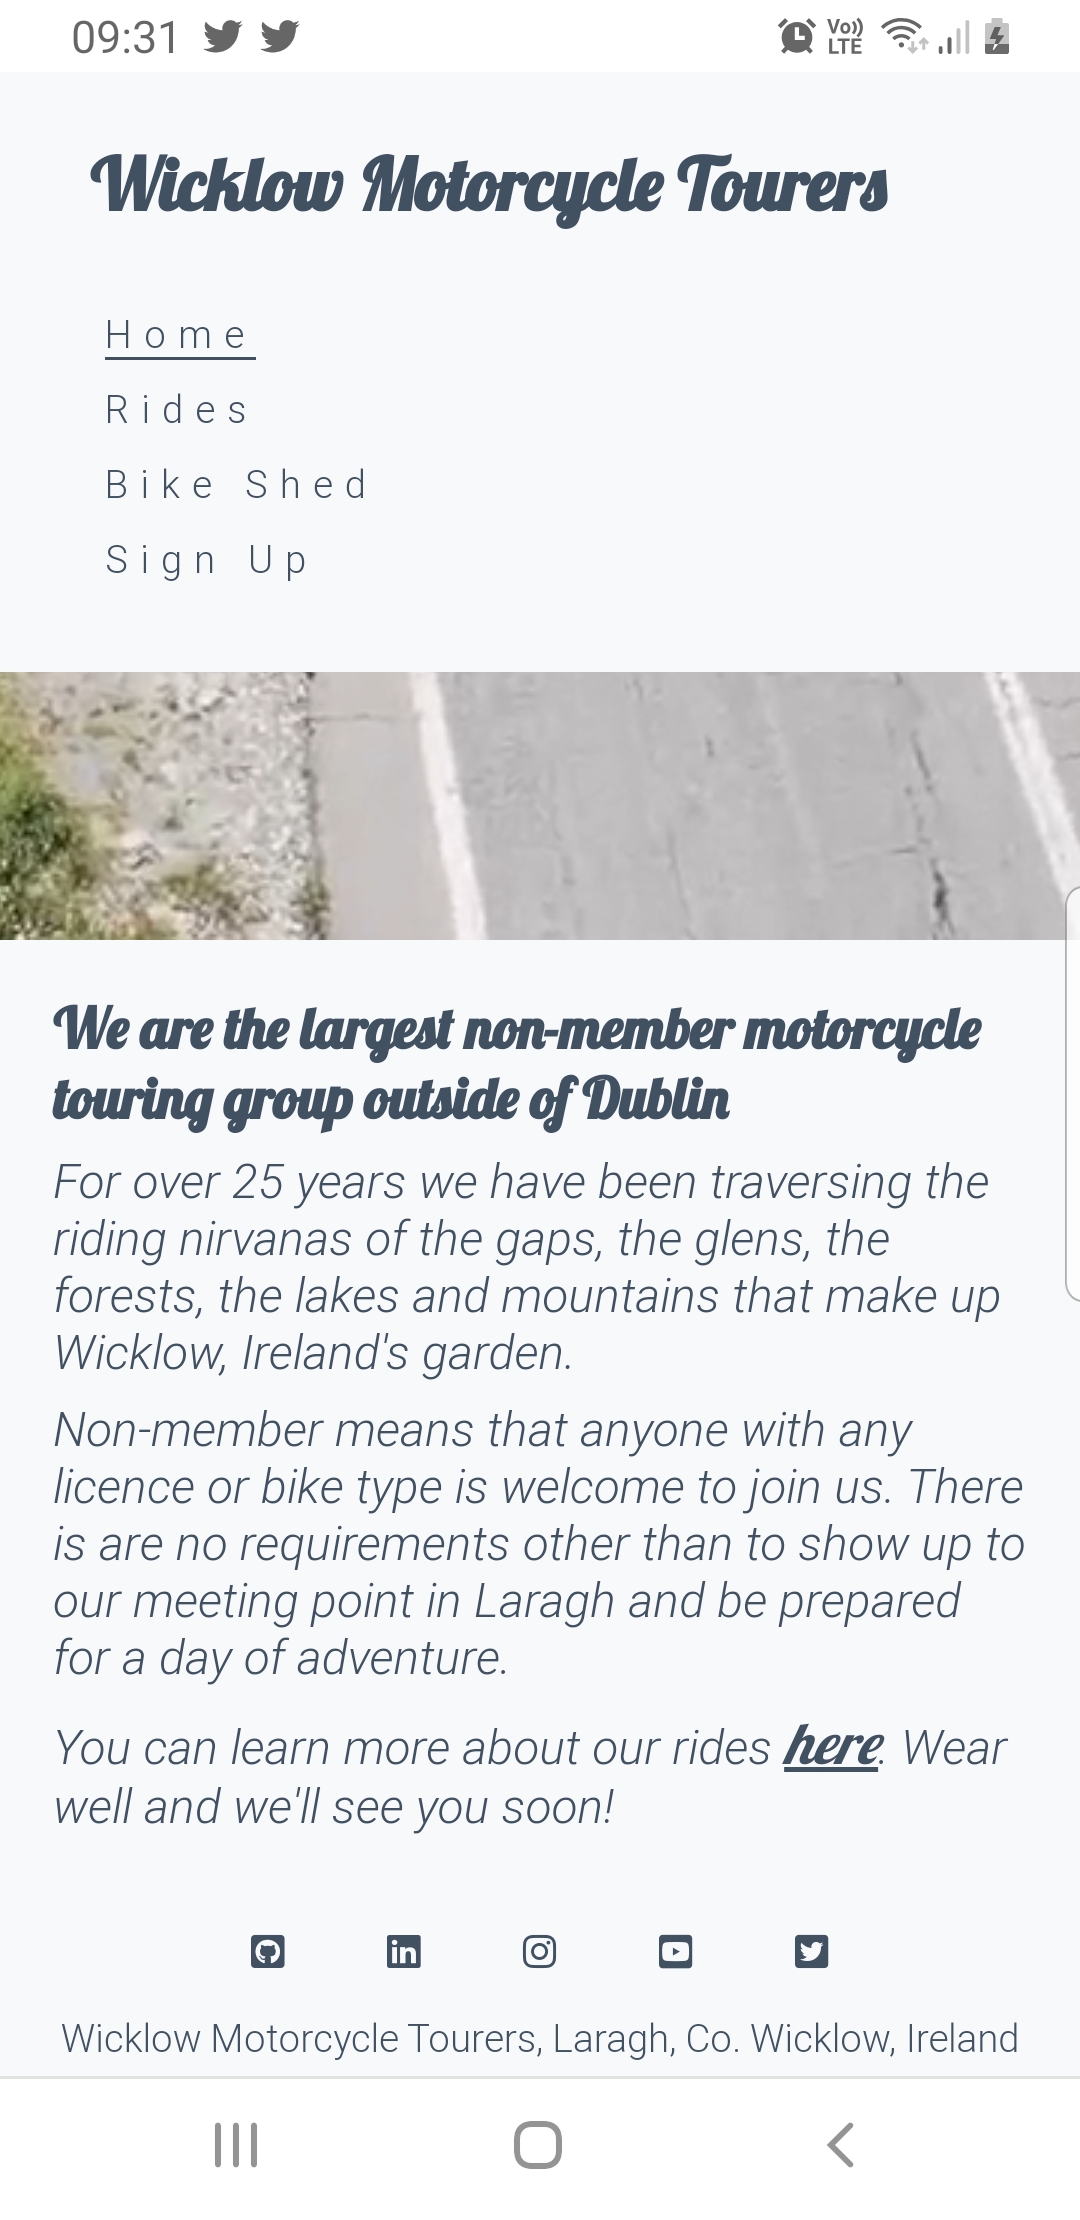 09:31
Vo)) LTE
Wicklow Motorcycle Tourers
Home
Rides
Bike Shed
Sign Up
We are the largest non-member motorcycle
touring group outside of Dublin
For over 25 years we have been traversing the
riding nirvanas of the gaps, the glens, the
forests, the lakes and mountains that make up
Wicklow, Ireland's garden.
Non-member means that anyone with any
licence or bike type is welcome to join us. There
is are no requirements other than to show up to
our meeting point in Laragh and be prepared
for a day of adventure.
You can learn more about our rides here. Wear
well and we'll see you soon!
in
Wicklow Motorcycle Tourers, Laragh, Co. Wicklow, Ireland